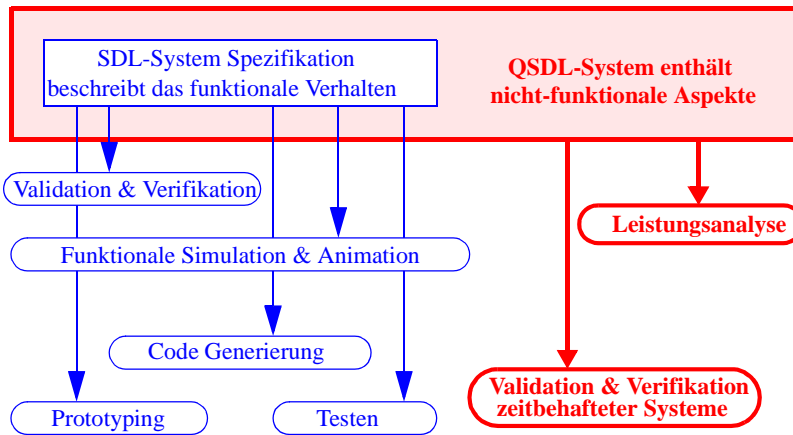 SDL-System Spezifikation
beschreibt das funktionale Verhalten
QSDL-System enthält
nicht-funktionale Aspekte
Validation & Verifikation
Leistungsanalyse
Funktionale Simulation & Animation
Code Generierung
Validation & Verifikation
zeitbehafteter Systeme
Prototyping
Testen